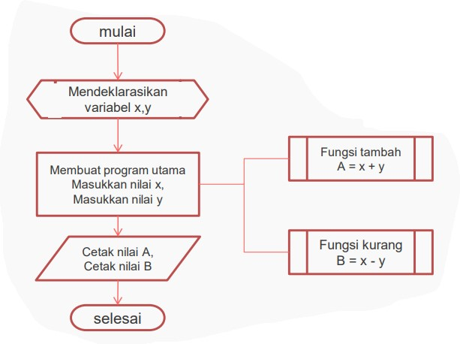 mulai
Mendeklarasikan
variabel x,y
Membuat program utama
Masukkan nilai x,
Masukkan nilai y
Fungsi tambah
A = x + y
Fungsi kurang
B = x - y
Cetak nilai A,
Cetak nilai B
selesai